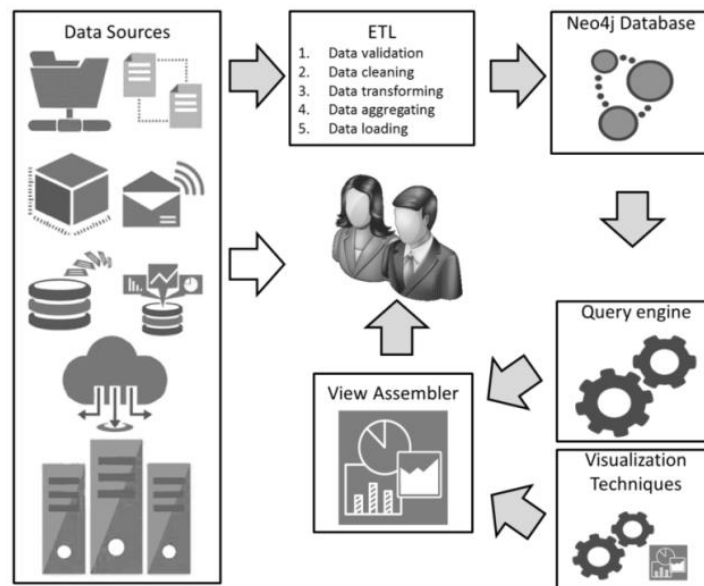 Data Sources
ETL
1. Data validation
2. Data cleaning
3. Data transforming
4. Data aggregating
5. Data loading
Neo4j Database
Query engine
View Assembler
Visualization
Techniques